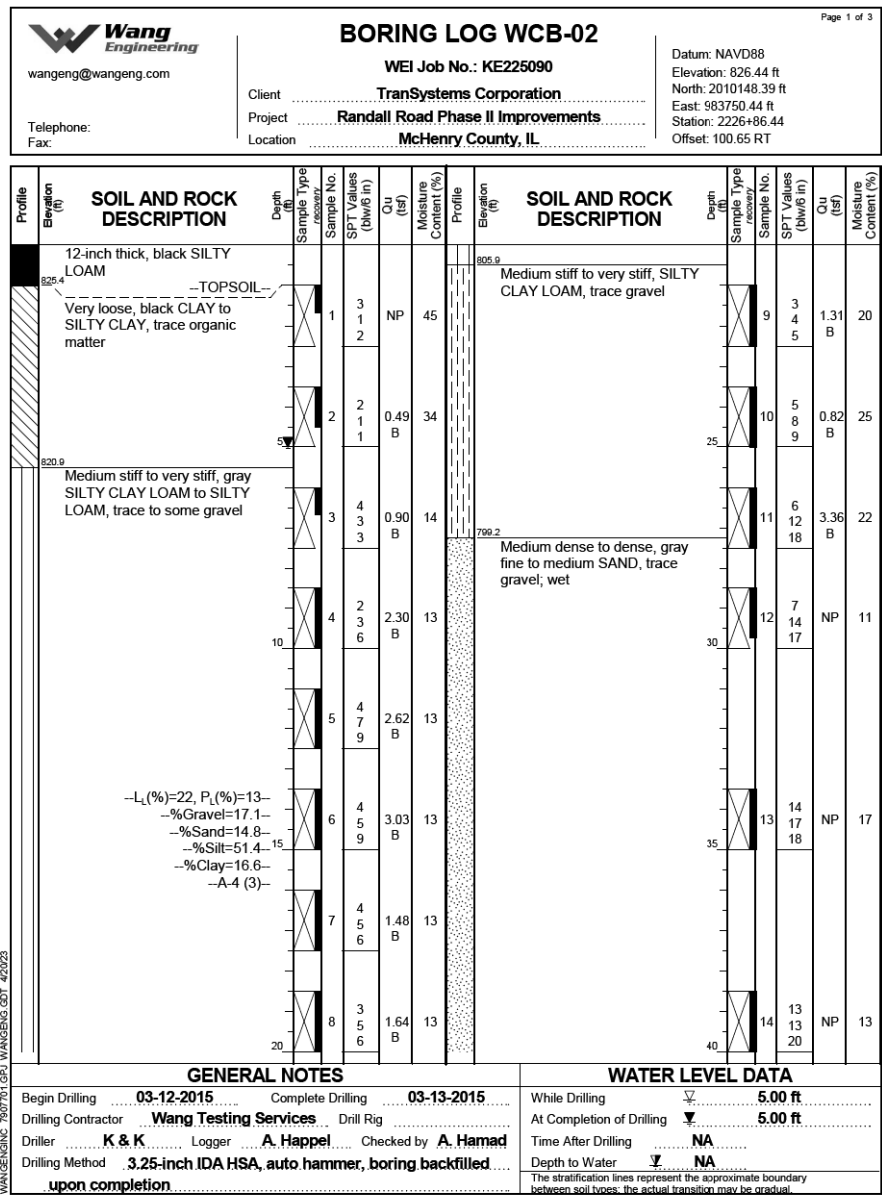 Page 1 of 3
Wang
Engineering
wangeng@wangeng.com
Telephone:
Fax:
BORING LOG WCB-02
WEI Job No.: KE225090
Client TranSystems Corporation
Project Randall Road Phase II Improvements
Location McHenry County, IL
Datum: NAVD88
Elevation: 826.44 ft
North: 2010148.39 ft
East: 983750.44 ft
Station: 2226+86.44
Offset: 100.65 RT
Profile Elevation (ft) SOIL AND ROCK DESCRIPTION Depth (ft) Sample Type recovery Sample No. SPT Values (blw/6 in) Qu (tsf) Moisture Content (%)
12-inch thick, black SILTY
LOAM
825.4 --TOPSOIL--
Very loose, black CLAY to
SILTY CLAY, trace organic
matter
1 3 1 2 NP 45
2 2 1 1 0.49 B 34
5
820.9
Medium stiff to very stiff, gray
SILTY CLAY LOAM to SILTY
LOAM, trace to some gravel
3 4 3 3 0.90 B 14
4 2 3 6 2.30 B 13
10
5 4 7 9 2.62 B 13
--LL(%)=22, PL(%)=13--
--%Gravel=17.1--
--%Sand=14.8--
--%Silt=51.4--
15
--%Clay=16.6--
--A-4 (3)--
6 4 5 9 3.03 B 13
7 4 5 6 1.48 B 13
8 3 5 6 1.64 B 13
20
Profile Elevation (ft) SOIL AND ROCK DESCRIPTION Depth (ft) Sample Type recovery Sample No. SPT Values (blw/6 in) Qu (tsf) Moisture Content (%)
805.9
Medium stiff to very stiff, SILTY
CLAY LOAM, trace gravel
9 3 4 5 1.31 B 20
10 5 8 9 0.82 B 25
25
11 6 12 18 3.36 B 22
799.2
Medium dense to dense, gray
fine to medium SAND, trace
gravel; wet
12 7 14 17 NP 11
30
13 14 17 18 NP 17
35
14 13 13 20 NP 13
40
WANGENGINC 7907701.GPJ WANGENG.GDT 4/20/23
GENERAL NOTES
Begin Drilling 03-12-2015 Complete Drilling 03-13-2015
Drilling Contractor Wang Testing Services Drill Rig
Driller K & K Logger A. Happel Checked by A. Hamad
Drilling Method 3.25-inch IDA HSA, auto hammer, boring backfilled
upon completion
WATER LEVEL DATA
While Drilling 5.00 ft
At Completion of Drilling 5.00 ft
Time After Drilling NA
Depth to Water NA
The stratification lines represent the approximate boundary
between soil types; the actual transition may be gradual.